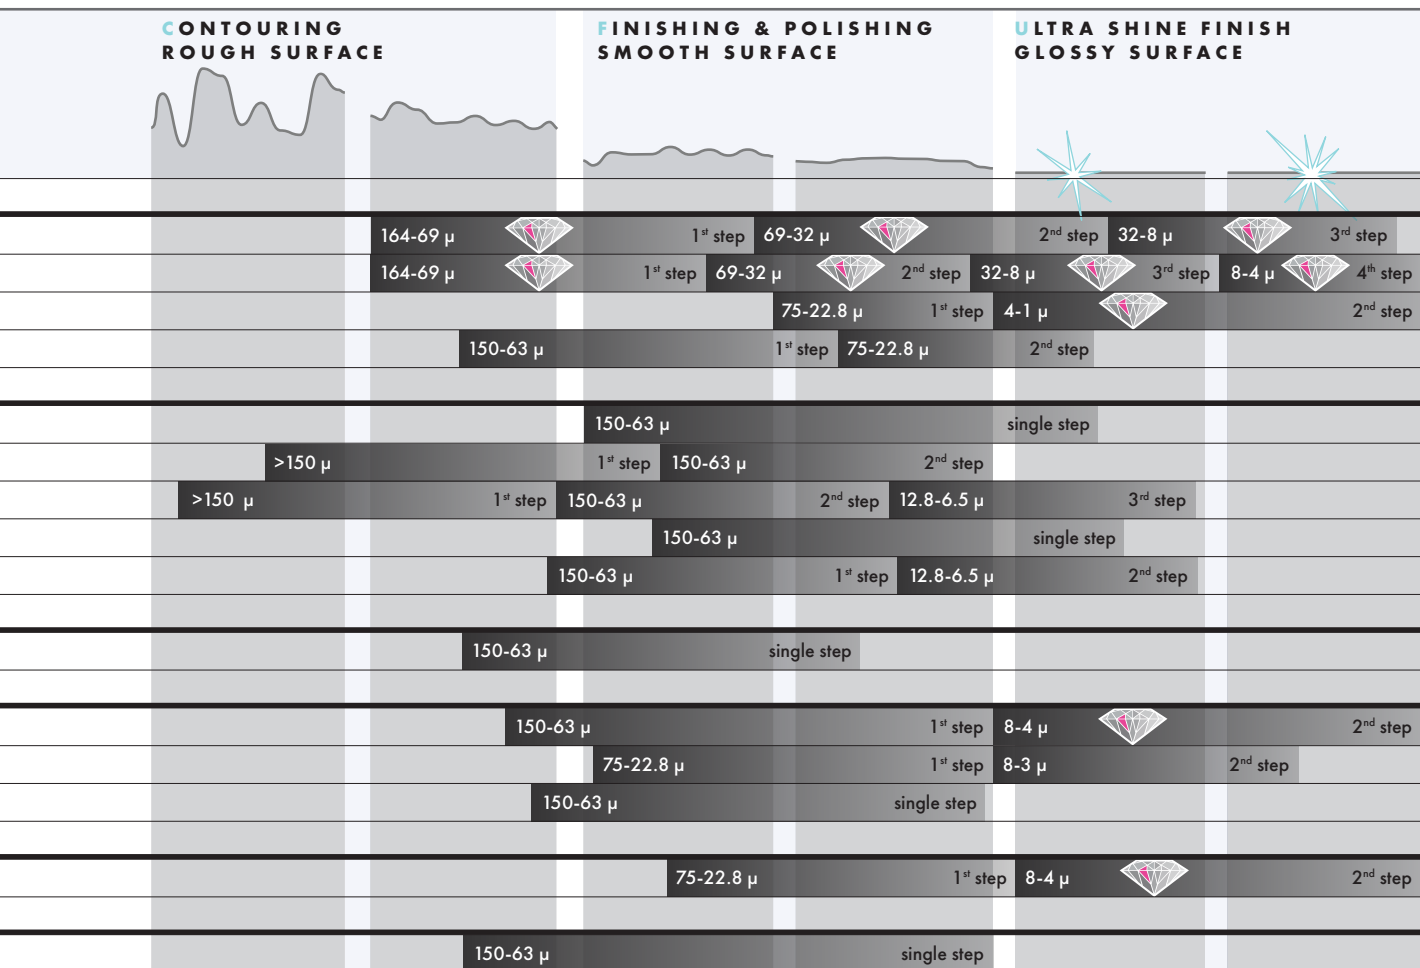 CONTOURING
ROUGH SURFACE
FINISHING & POLISHING
SMOOTH SURFACE
ULTRA SHINE FINISH
GLOSSY SURFACE
164-69 µ 1st step 69-32 µ 2nd step 32-8 µ 3rd step
164-69 µ 1st step 69-32 µ 2nd step 32-8 µ 3rd step 8-4 µ 4th step
75-22.8 µ 1st step 4-1 µ 2nd step
150-63 µ 1st step 75-22.8 µ 2nd step
150-63 µ single step
>150 µ 1st step 150-63 µ 2nd step
>150 µ 1st step 150-63 µ 2nd step 12.8-6.5 µ 3rd step
150-63 µ single step
150-63 µ 1st step 12.8-6.5 µ 2nd step
150-63 µ single step
150-63 µ 1st step 8-4 µ 2nd step
75-22.8 µ 1st step 8-3 µ 2nd step
150-63 µ single step
75-22.8 µ 1st step 8-4 µ 2nd step
150-63 µ single step